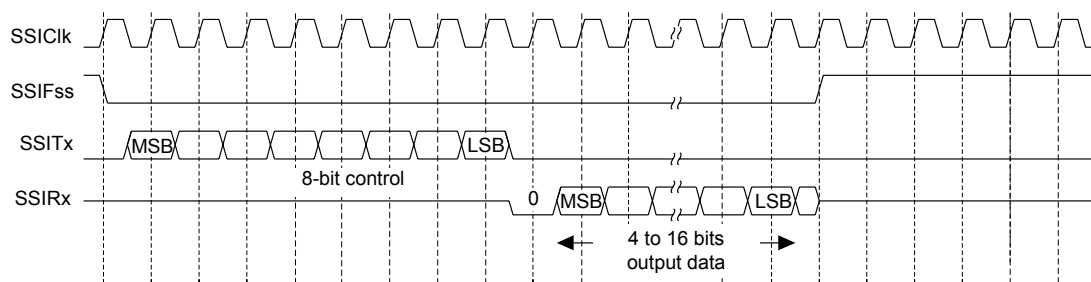 SSIClk
SSIFss
SSITx
MSB
LSB
8-bit control
SSIRx
0
MSB
LSB
4 to 16 bits
output data